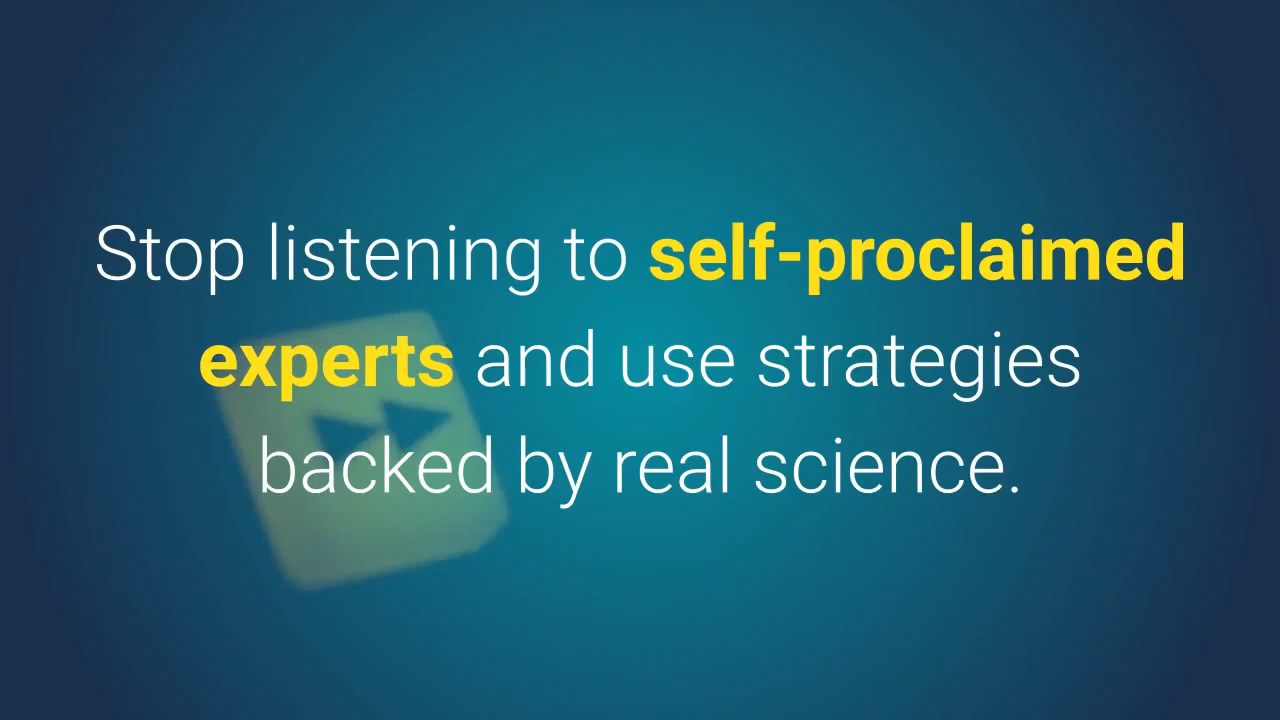 Stop listening to self-proclaimed
experts and use strategies
backed by real science.